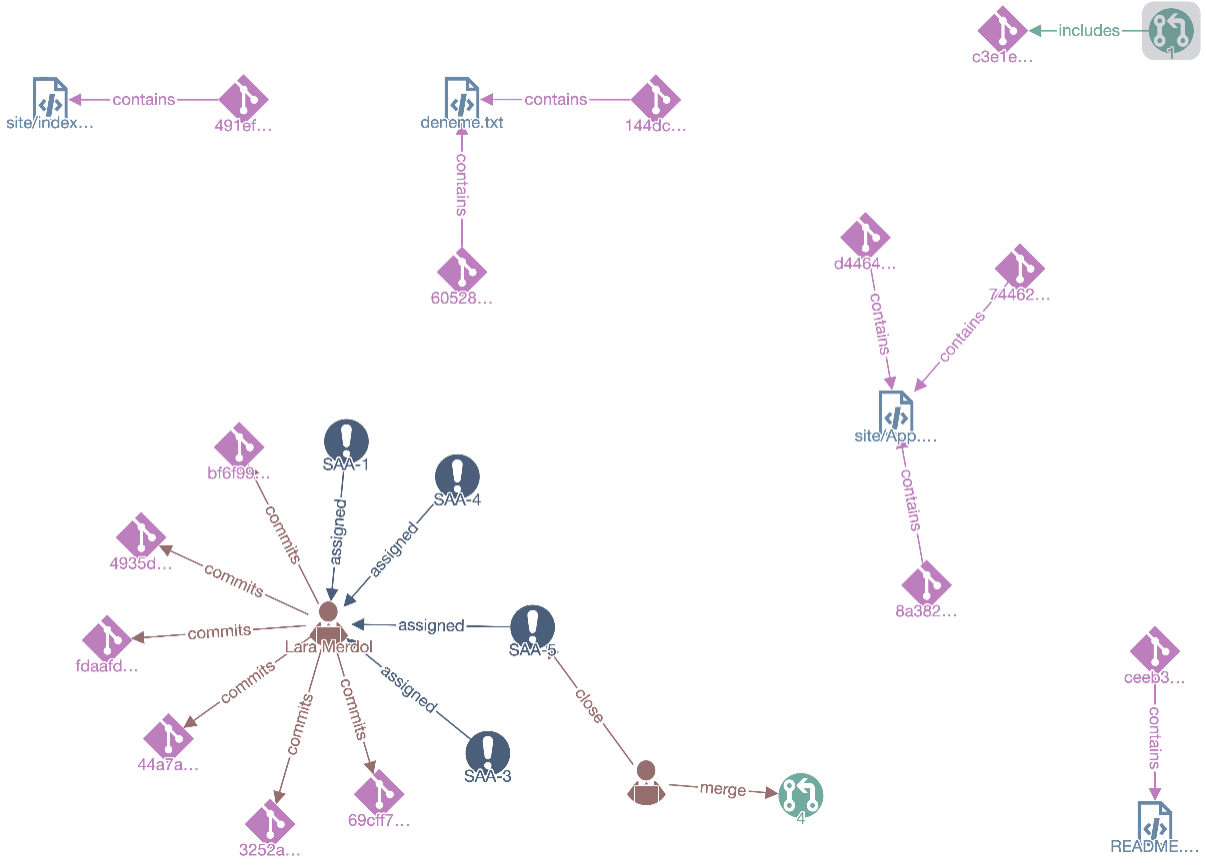 includes
1
c3e1e…
contains
site/index…
491ef…
contains
deneme.txt
144dc…
contains
60528…
d4464…
74462…
contains
contains
site/App.…
contains
8a382…
bf6f99…
SAA-1
SAA-4
commits
assigned
assigned
4935d…
commits
commits
assigned
Lara Merdol
SAA-5
fdaafd…
commits
assigned
commits
commits
close
44a7a…
SAA-3
merge
4
69cff7…
3252a…
ceeb3…
contains
README.…